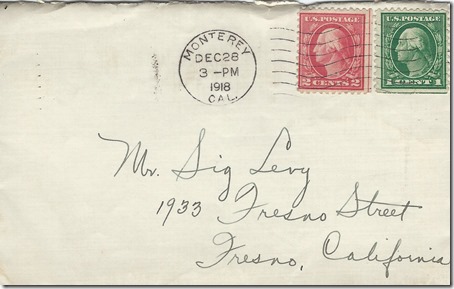 MONTEREY
DEC 28
3-PM
1918
CAL.
U.S. POSTAGE
2 CENTS 2
U.S. POSTAGE
1 CENT 1
Mr. Sig Levy
1933 Fresno Street
Fresno, California